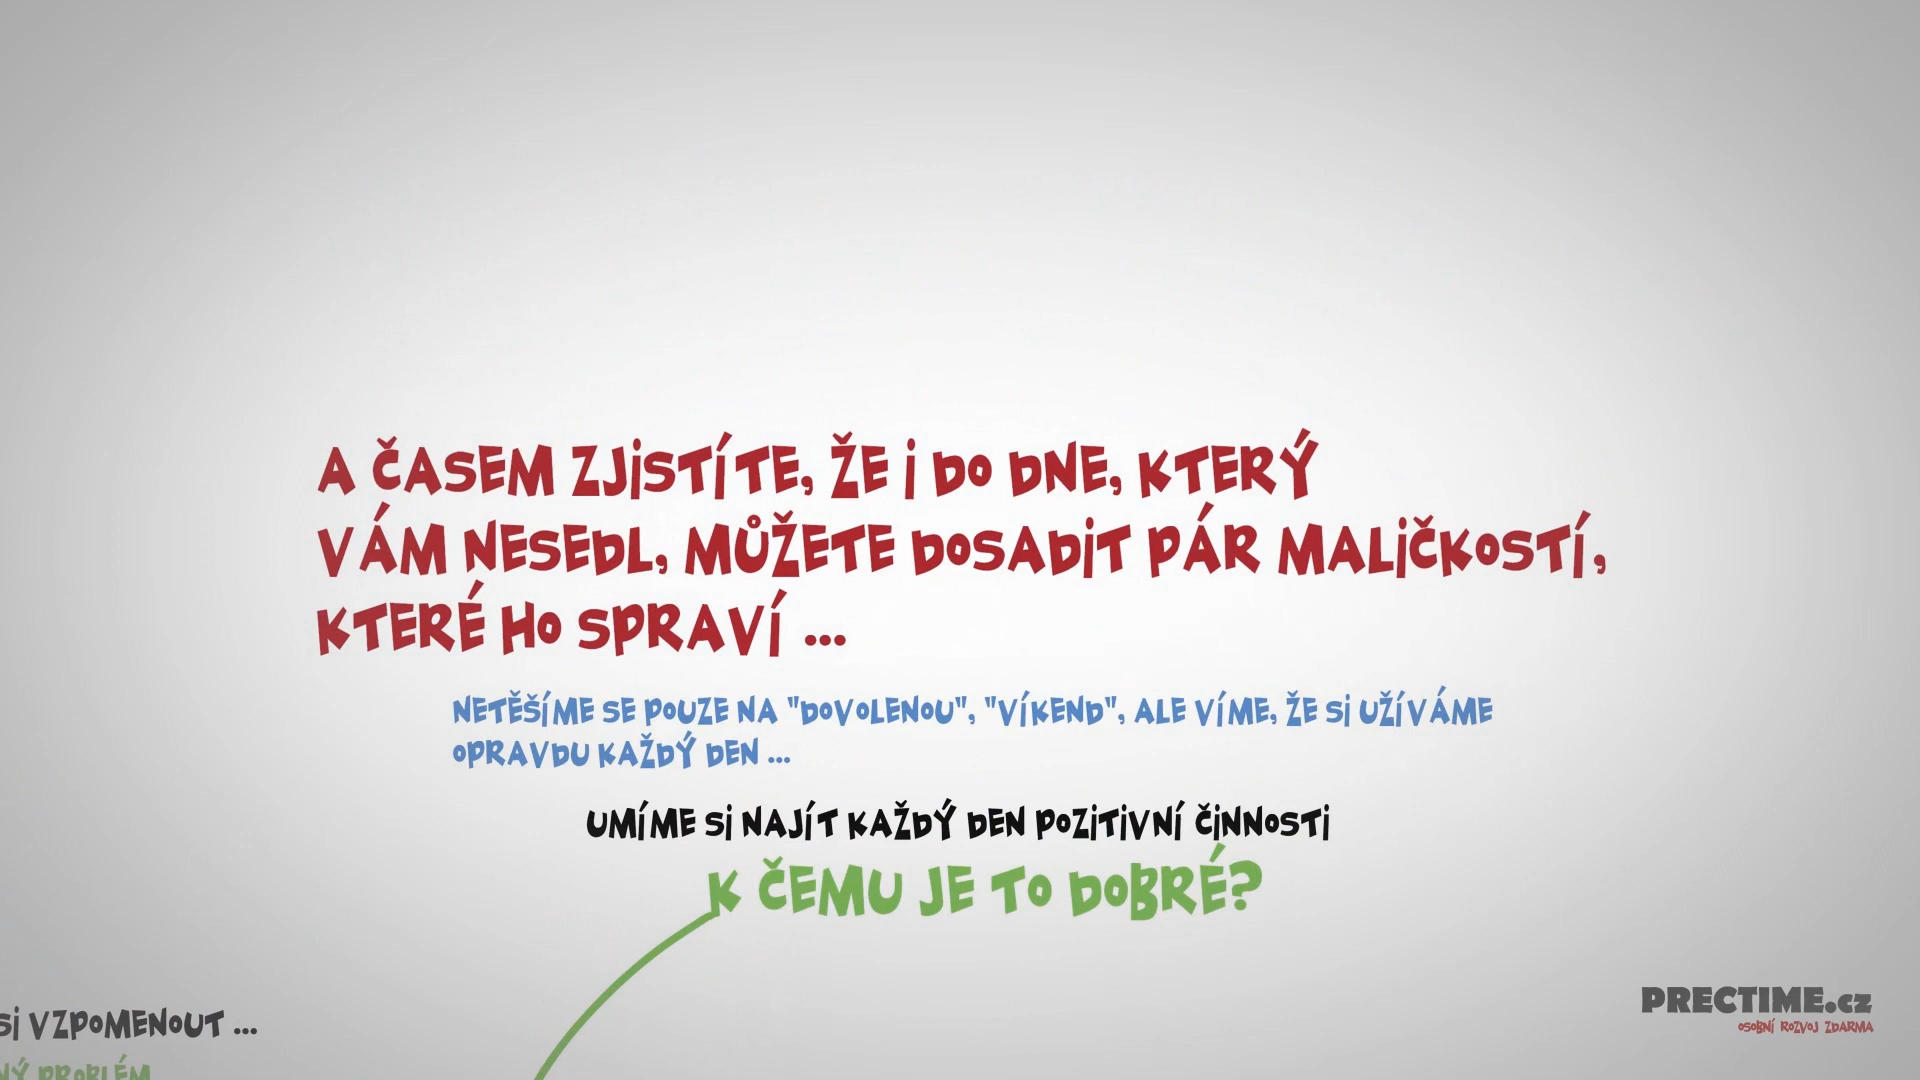 A ČASEM ZJISTÍTE, ŽE I DO DNE, KTERÝ
VÁM NESEDL, MŮŽETE DOSADIT PÁR MALIČKOSTÍ,
KTERÉ HO SPRAVÍ ...
NETĚŠÍME SE POUZE NA "DOVOLENOU", "VÍKEND", ALE VÍME, ŽE SI UŽÍVÁME
OPRAVDU KAŽDÝ DEN ...
UMÍME SI NAJÍT KAŽDÝ DEN POZITIVNÍ ČINNOSTI
K ČEMU JE TO DOBRÉ?
SI VZPOMENOUT ...
PROBLÉM
PRECTIME.cz
OSOBNÍ ROZVOJ ZDARMA